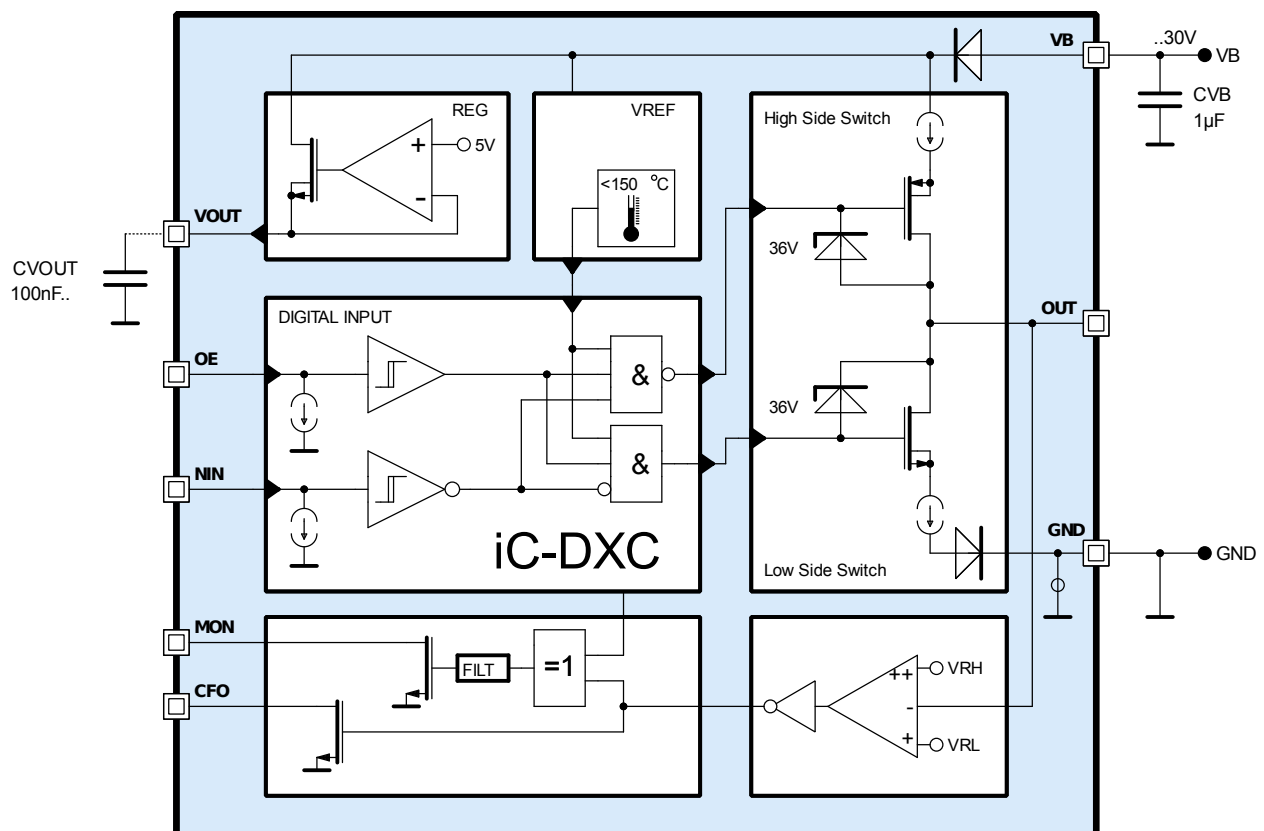 VB
..30V
VB
REG
VREF
High Side Switch
CVB
1µF
+
5V
-
<150 °C
VOUT
36V
CVOUT
100nF..
DIGITAL INPUT
OUT
OE
&
36V
NIN
&
iC-DXC
GND
GND
Low Side Switch
MON
=1
FILT
++
VRH
CFO
-
+
VRL